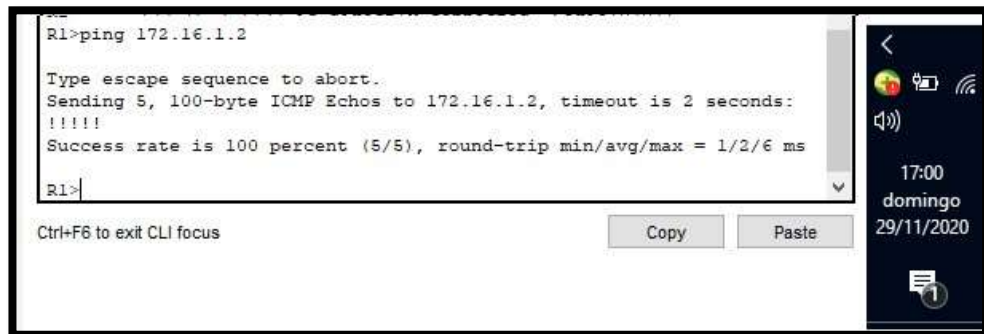 R1>ping 172.16.1.2
Type escape sequence to abort.
Sending 5, 100-byte ICMP Echos to 172.16.1.2, timeout is 2 seconds:
!!!!!
Success rate is 100 percent (5/5), round-trip min/avg/max = 1/2/6 ms
R1>
Ctrl+F6 to exit CLI focus
Copy
Paste
17:00
domingo
29/11/2020
1